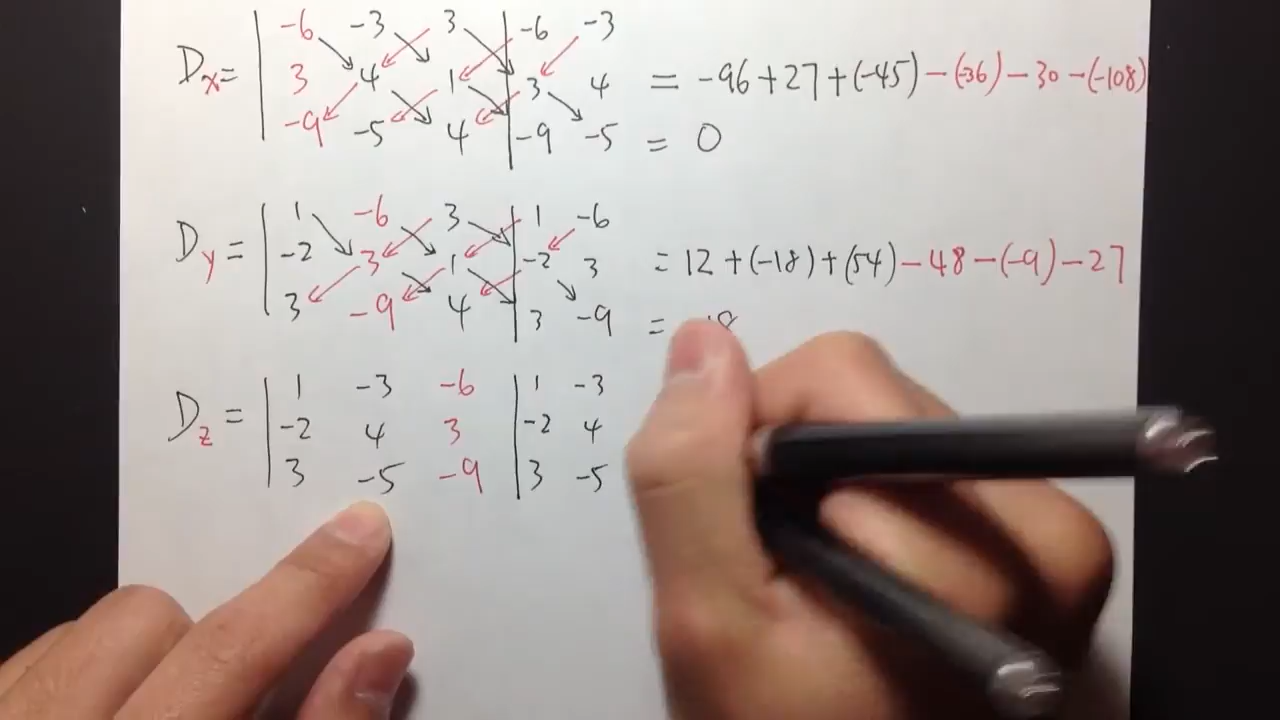 -6 -3 3 -6 -3
Dx= 3 4 1 3 4 = -96+27+(-45)-(-36)-30-(-108)
-9 -5 4 -9 -5 = 0
1 -6 3 1 -6
Dy = -2 3 1 -2 3 = 12+(-18)+(54)-48-(-9)-27
3 -9 4 3 -9 =
1 -3 -6 1 -3
Dz = -2 4 3 -2 4
3 -5 -9 3 -5